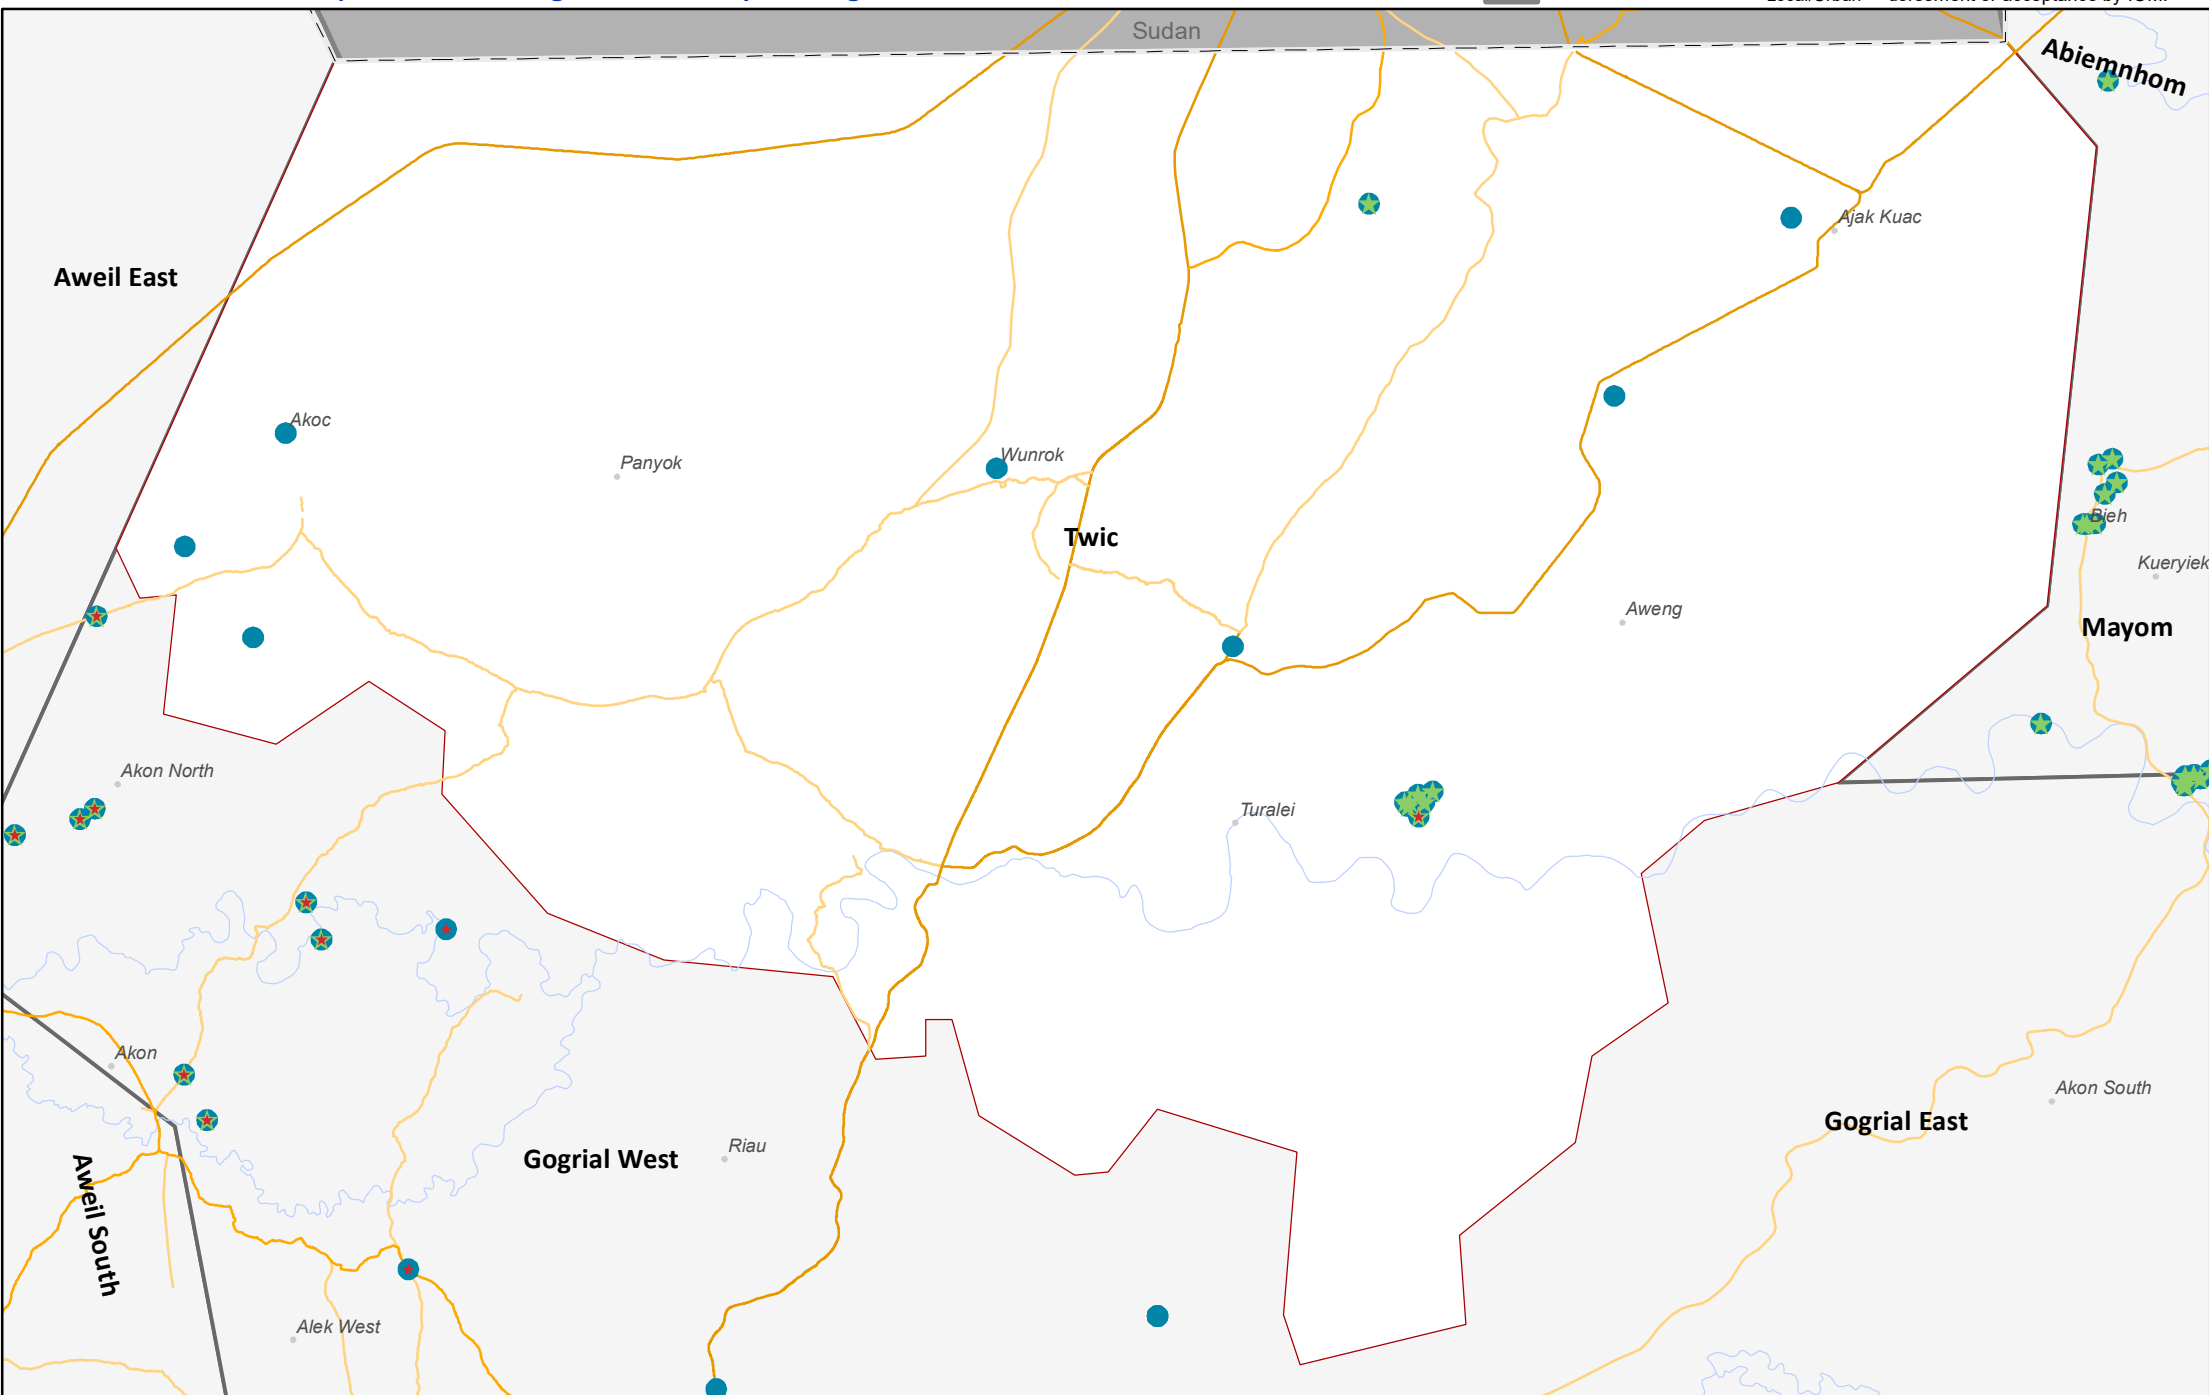 Sudan
Abiemnhom
Ajak Kuac
Aweil East
Akoc
Panyok
Wunrok
Twic
Bieh
Kueryiek
Aweng
Mayom
Akon North
Turalei
Akon
Akon South
Gogrial East
Riau
Gogrial West
Aweil South
Alek West